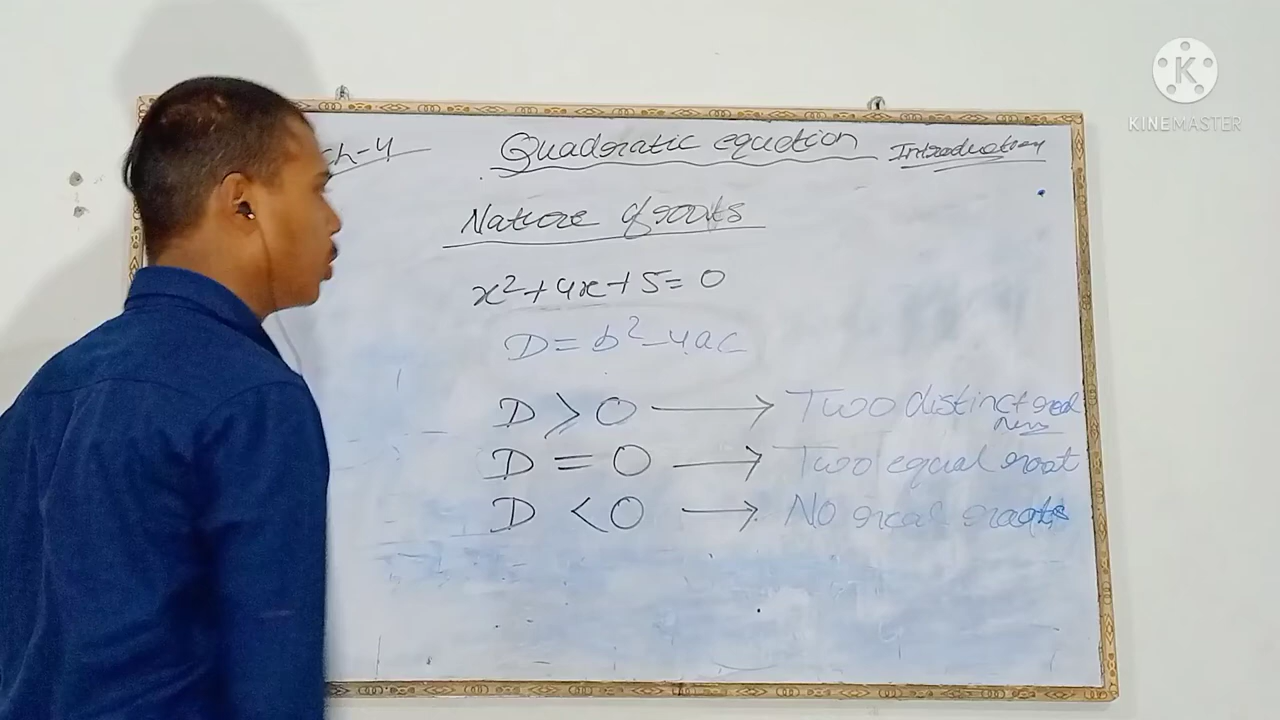 KINEMASTER
Ch-4 Quadratic equation Introduction
Nature of roots
x²+4x+5=0
D=b²-4ac
D > 0 → Two distinct real
D = 0 → Two equal root
D < 0 → No real roots